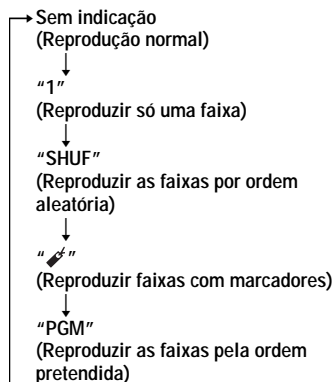 Sem indicação
(Reprodução normal)
“1”
(Reproduzir só uma faixa)
“SHUF”
(Reproduzir as faixas por ordem
aleatória)
“ ”
(Reproduzir faixas com marcadores)
“PGM”
(Reproduzir as faixas pela ordem
pretendida)